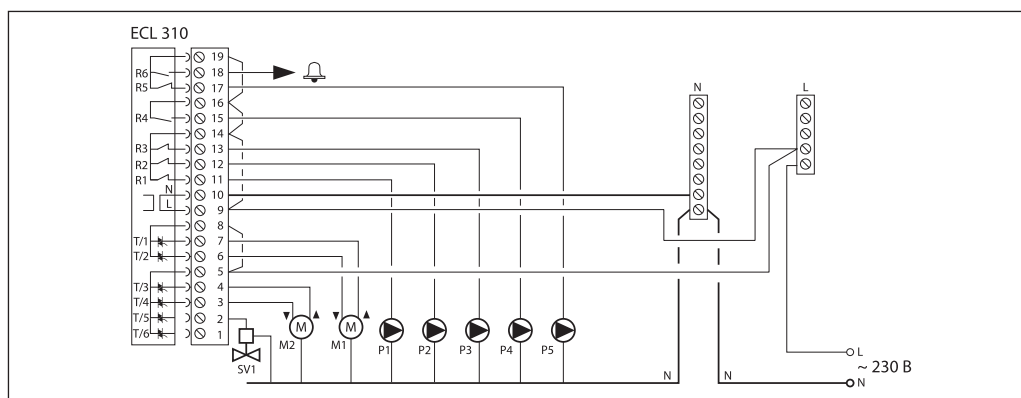 ECL 310
19
R6 18
R5 17
16
R4 15
14
R3 13
R2 12
R1 11
N 10
L 9
8
T/1 7
T/2 6
5
T/3 4
T/4 3
T/5 2
T/6 1
N L
M M
M2 M1 P1 P2 P3 P4 P5
SV1
L
~ 230 В
N N N